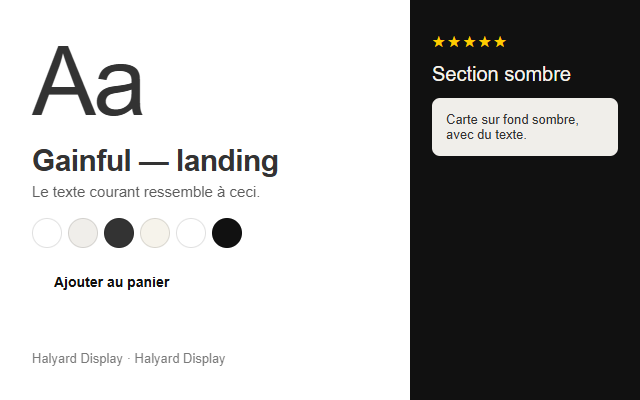 Aa
Gainful — landing
Le texte courant ressemble à ceci.
Ajouter au panier
Halyard Display · Halyard Display
Section sombre
Carte sur fond sombre,
avec du texte.